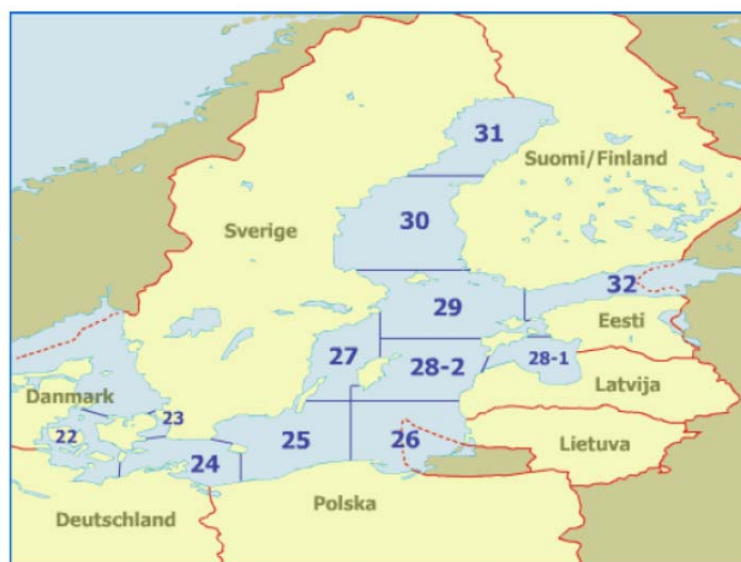 31
Suomi/Finland
30
Sverige
32
29
Eesti
27
28-2
28-1
Latvija
Danmark
23
22
25
26
Lietuva
24
Polska
Deutschland